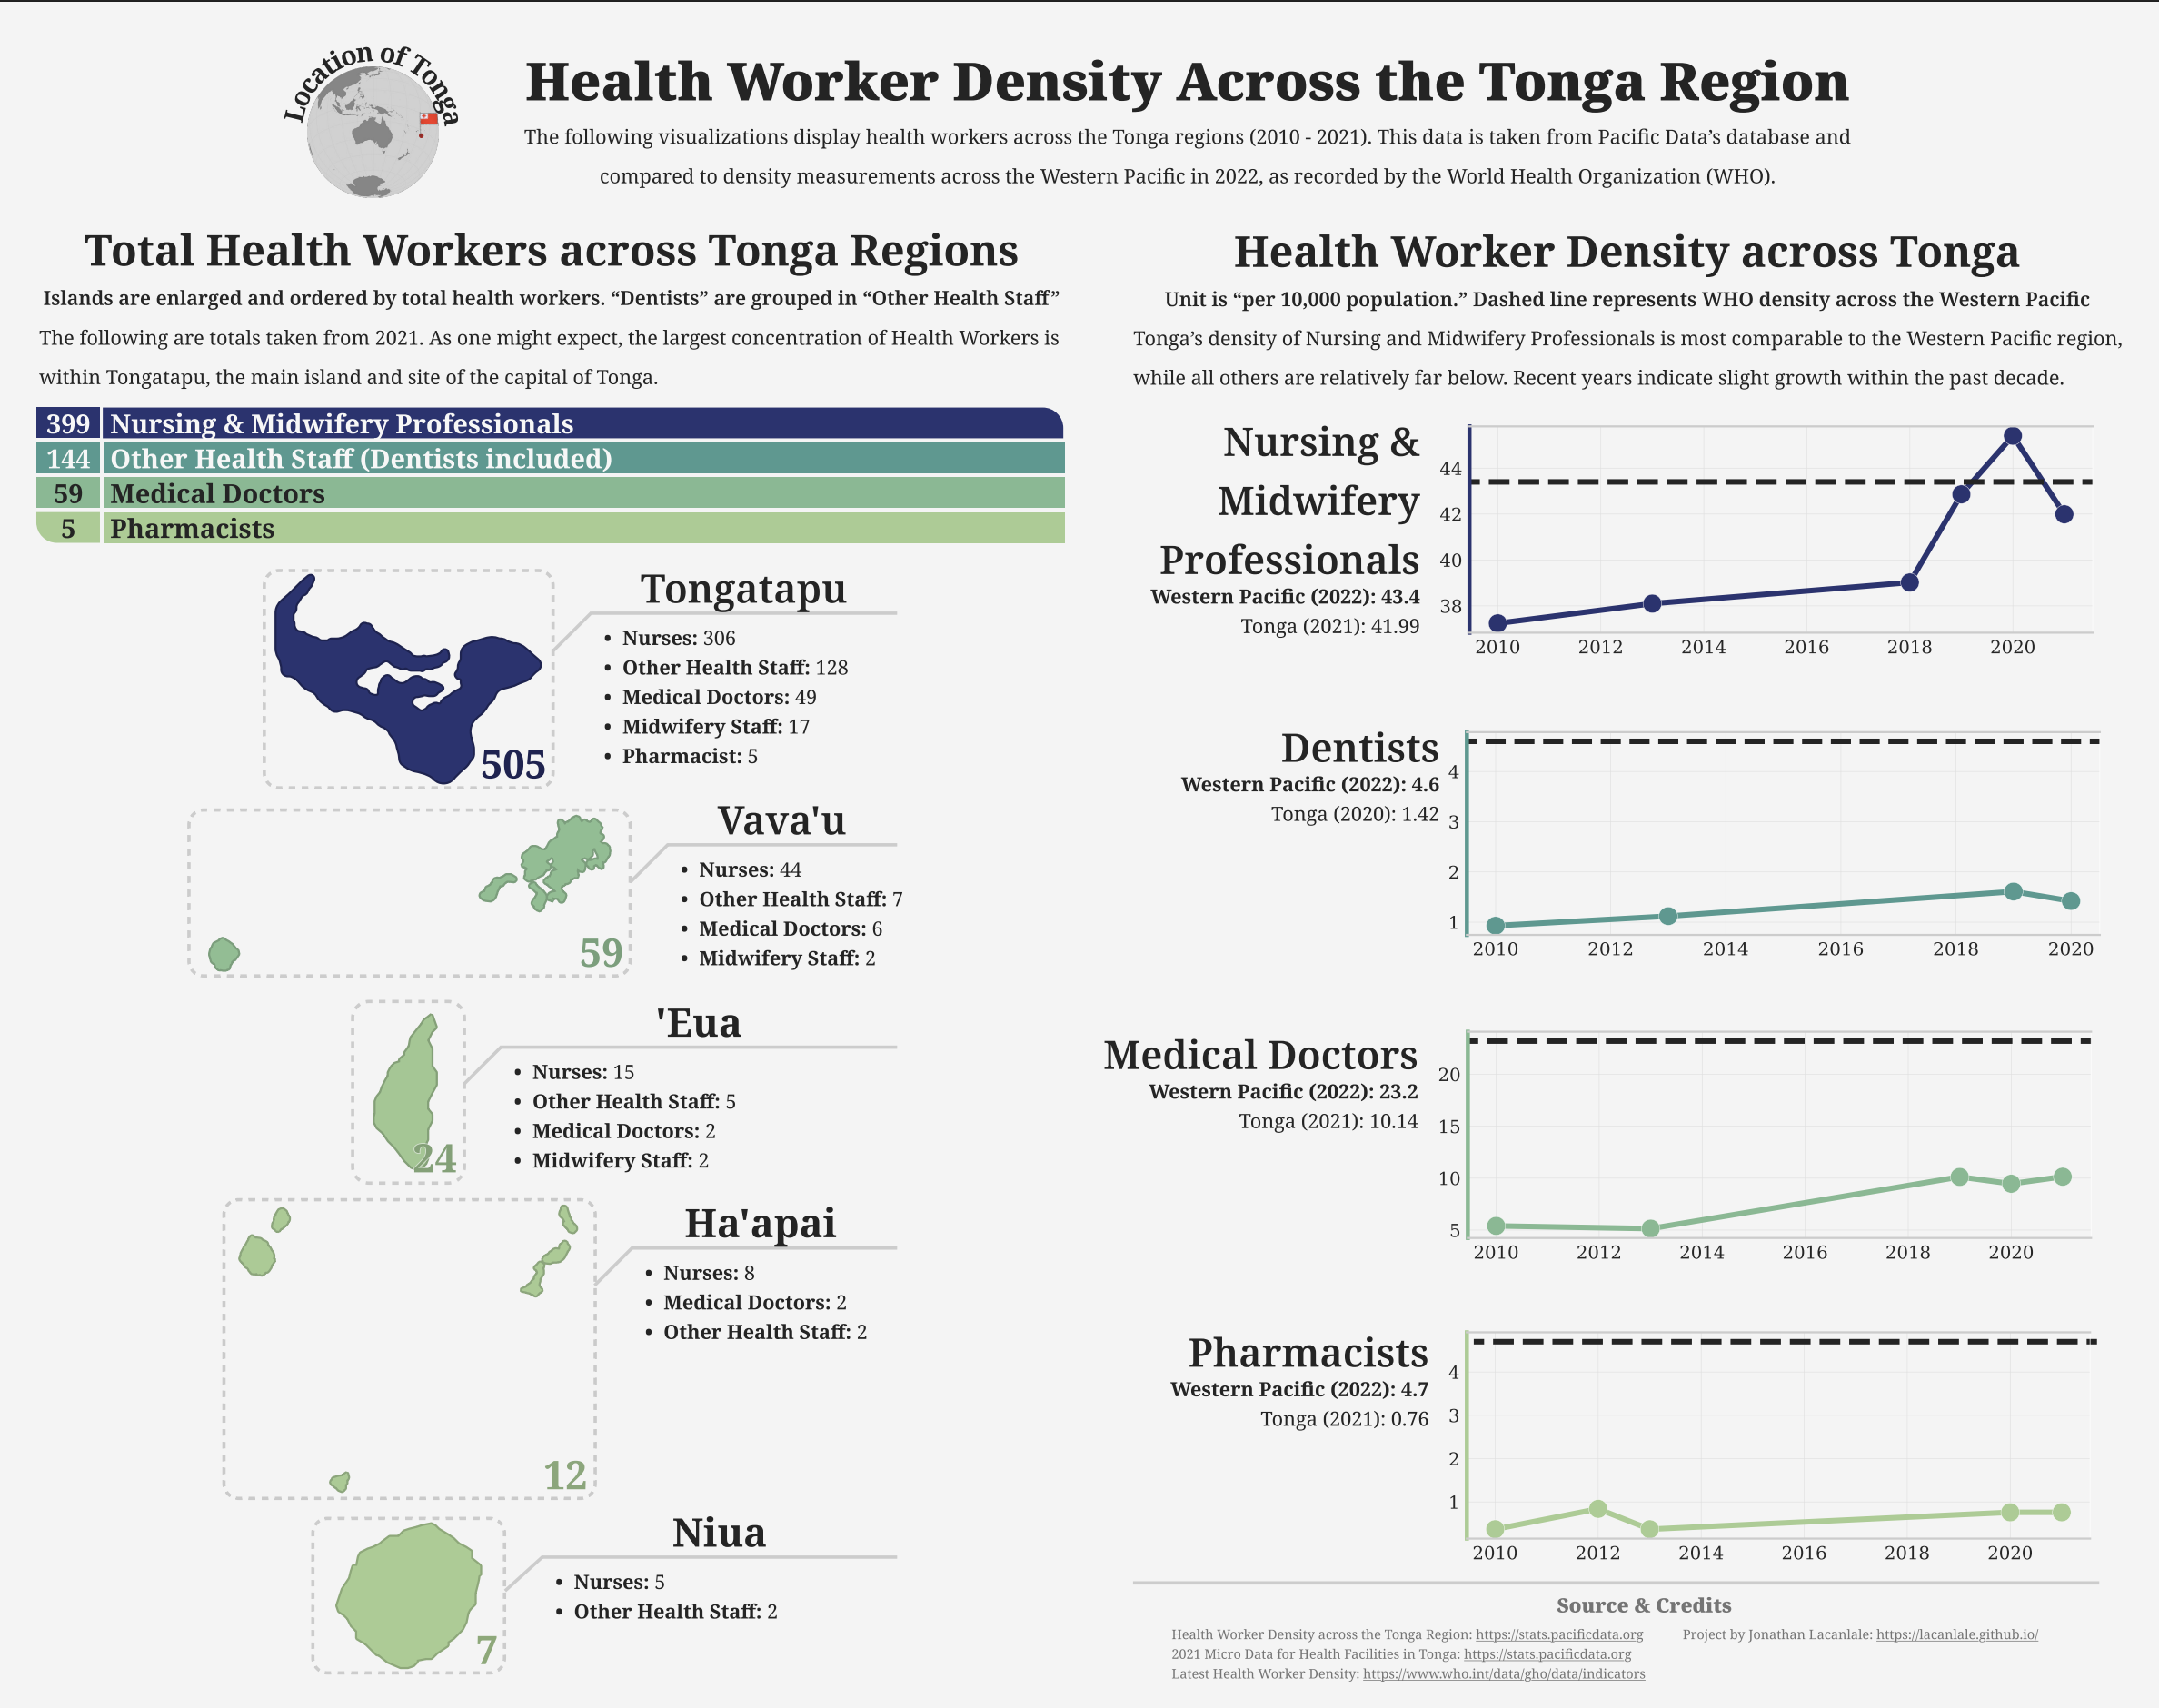 Location of Tonga
Health Worker Density Across the Tonga Region
The following visualizations display health workers across the Tonga regions (2010 - 2021). This data is taken from Pacific Data’s database and
compared to density measurements across the Western Pacific in 2022, as recorded by the World Health Organization (WHO).
Total Health Workers across Tonga Regions
Islands are enlarged and ordered by total health workers. “Dentists” are grouped in “Other Health Staff”
The following are totals taken from 2021. As one might expect, the largest concentration of Health Workers is
within Tongatapu, the main island and site of the capital of Tonga.
399 Nursing & Midwifery Professionals
144 Other Health Staff (Dentists included)
59 Medical Doctors
5 Pharmacists
Tongatapu
• Nurses: 306
• Other Health Staff: 128
• Medical Doctors: 49
• Midwifery Staff: 17
• Pharmacist: 5
505
Vava'u
• Nurses: 44
• Other Health Staff: 7
• Medical Doctors: 6
• Midwifery Staff: 2
59
'Eua
• Nurses: 15
• Other Health Staff: 5
• Medical Doctors: 2
• Midwifery Staff: 2
24
Ha'apai
• Nurses: 8
• Medical Doctors: 2
• Other Health Staff: 2
12
Niua
• Nurses: 5
• Other Health Staff: 2
7
Health Worker Density across Tonga
Unit is “per 10,000 population.” Dashed line represents WHO density across the Western Pacific
Tonga’s density of Nursing and Midwifery Professionals is most comparable to the Western Pacific region,
while all others are relatively far below. Recent years indicate slight growth within the past decade.
Nursing &
Midwifery
Professionals
Western Pacific (2022): 43.4
Tonga (2021): 41.99
44
42
40
38
2010 2012 2014 2016 2018 2020
Dentists
Western Pacific (2022): 4.6
Tonga (2020): 1.42
4
3
2
1
2010 2012 2014 2016 2018 2020
Medical Doctors
Western Pacific (2022): 23.2
Tonga (2021): 10.14
20
15
10
5
2010 2012 2014 2016 2018 2020
Pharmacists
Western Pacific (2022): 4.7
Tonga (2021): 0.76
4
3
2
1
2010 2012 2014 2016 2018 2020
Source & Credits
Health Worker Density across the Tonga Region: https://stats.pacificdata.org
2021 Micro Data for Health Facilities in Tonga: https://stats.pacificdata.org
Latest Health Worker Density: https://www.who.int/data/gho/data/indicators
Project by Jonathan Lacanlale: https://lacanlale.github.io/